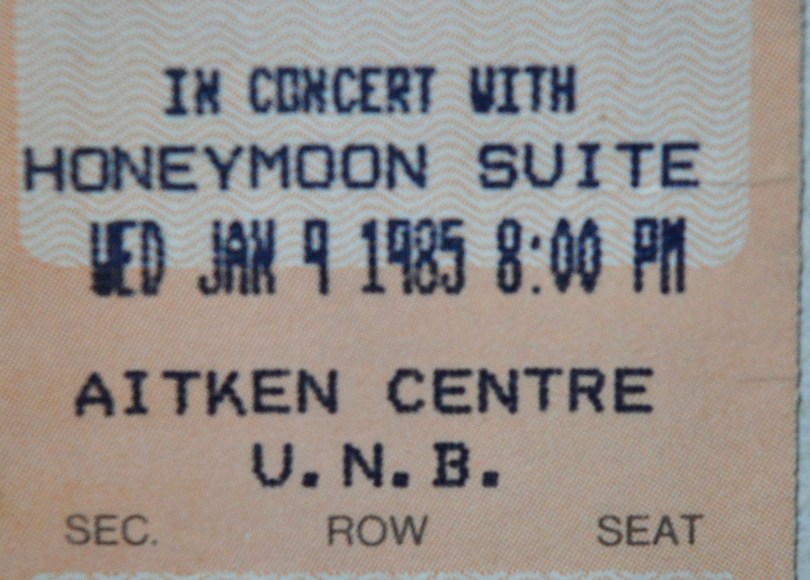 IN CONCERT WITH
HONEYMOON SUITE
WED JAN 9 1985 8:00 PM
AITKEN CENTRE
U.N.B.
SEC. ROW SEAT